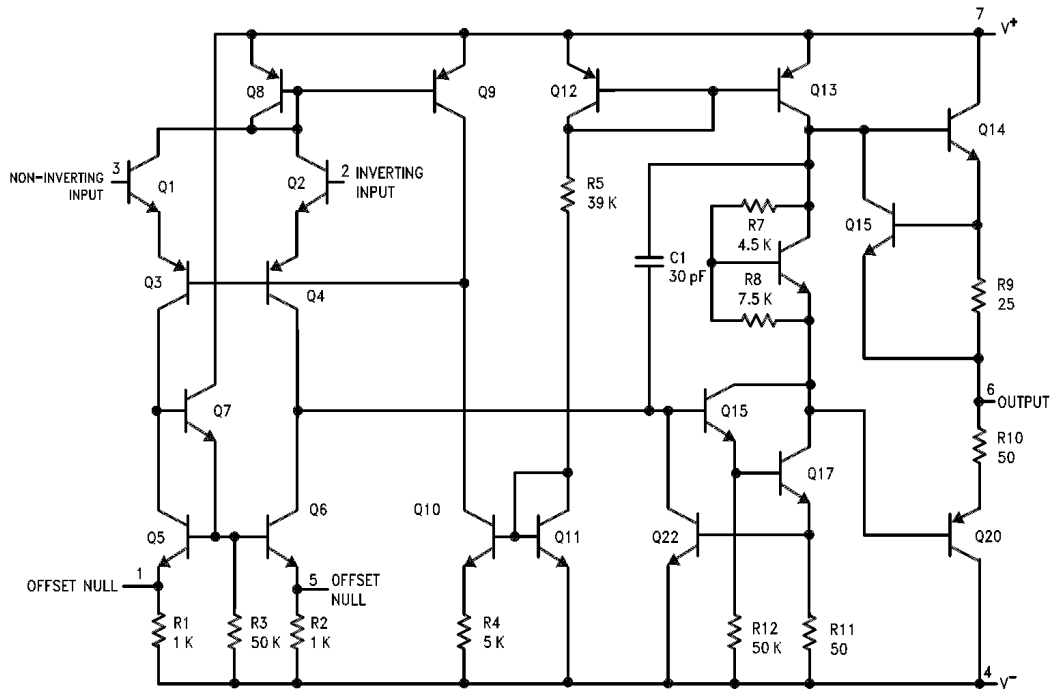 7
V+
Q8
Q9
Q12
Q13
Q14
3
NON-INVERTING
INPUT
Q1
Q2
2 INVERTING
INPUT
R5
39 K
R7
4.5 K
Q15
C1
30 pF
R8
7.5 K
Q3
Q4
R9
25
Q7
Q15
6
OUTPUT
R10
50
Q17
Q5
Q6
Q10
Q11
Q22
Q20
OFFSET NULL
1
5
OFFSET
NULL
R1
1 K
R3
50 K
R2
1 K
R4
5 K
R12
50 K
R11
50
4
V-